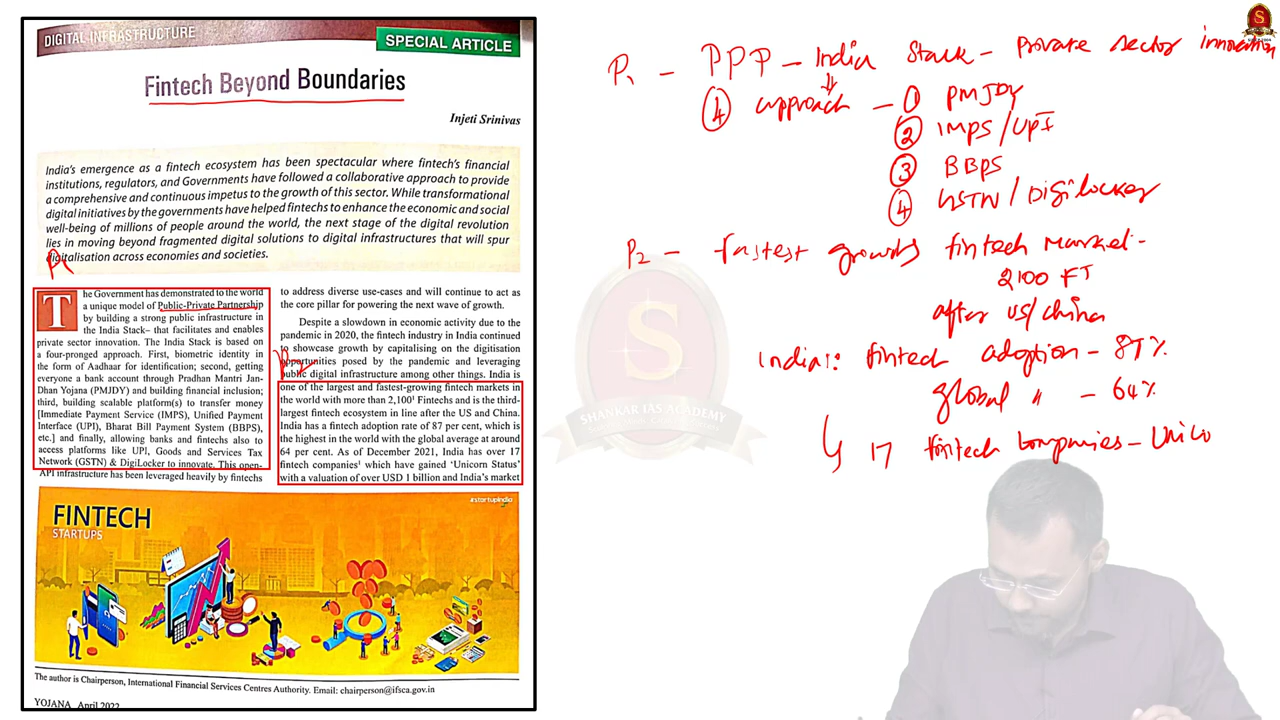 DIGITAL INFRASTRUCTURE
SPECIAL ARTICLE
Fintech Beyond Boundaries
Injeti Srinivas
India's emergence as a fintech ecosystem has been spectacular where fintech's financial
institutions, regulators, and Governments have followed a collaborative approach to provide
a comprehensive and continuous impetus to the growth of this sector. While transformational
digital initiatives by the governments have helped fintechs to enhance the economic and social
well-being of millions of people around the world, the next stage of the digital revolution
lies in moving beyond fragmented digital solutions to digital infrastructures that will spur
digitalisation across economies and societies.
P1
The Government has demonstrated to the world
a unique model of Public-Private Partnership
by building a strong public infrastructure in
the India Stack– that facilitates and enables
private sector innovation. The India Stack is based on
a four-pronged approach. First, biometric identity in
the form of Aadhaar for identification; second, getting
everyone a bank account through Pradhan Mantri Jan-
Dhan Yojana (PMJDY) and building financial inclusion;
third, building scalable platform(s) to transfer money
[Immediate Payment Service (IMPS), Unified Payment
Interface (UPI), Bharat Bill Payment System (BBPS),
etc.] and finally, allowing banks and fintechs also to
access platforms like UPI, Goods and Services Tax
Network (GSTN) & DigiLocker to innovate. This open-
API infrastructure has been leveraged heavily by fintechs
to address diverse use-cases and will continue to act as
the core pillar for powering the next wave of growth.
Despite a slowdown in economic activity due to the
pandemic in 2020, the fintech industry in India continued
to showcase growth by capitalising on the digitisation
opportunities posed by the pandemic and leveraging
public digital infrastructure among other things. India is
P2
one of the largest and fastest-growing fintech markets in
the world with more than 2,100¹ Fintechs and is the third-
largest fintech ecosystem in line after the US and China.
India has a fintech adoption rate of 87 per cent, which is
the highest in the world with the global average at around
64 per cent. As of December 2021, India has over 17
fintech companies¹ which have gained 'Unicorn Status'
with a valuation of over USD 1 billion and India's market
#startupindia
FINTECH
STARTUPS
The author is Chairperson, International Financial Services Centres Authority. Email: chairperson@ifsca.gov.in
YOJANA April 2022
P1 – PPP – India Stack – Private sector innovation
④ approach – ① PMJDY
② IMPS/UPI
③ BBPS
④ GSTN/Digilocker
P2 – fastest growing fintech market.
2100 FT
after US/China
India: fintech adoption – 87%
global " – 64%
↳ 17 fintech companies – Unico
S
SHANKAR IAS ACADEMY